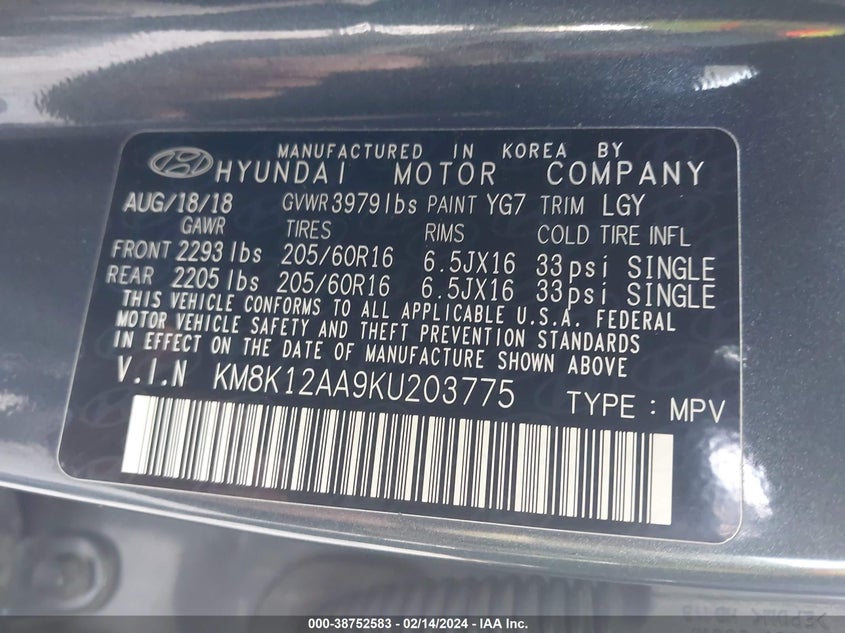 MANUFACTURED IN KOREA BY
HYUNDAI MOTOR COMPANY
AUG/18/18 GVWR 3979 lbs PAINT YG7 TRIM LGY
GAWR TIRES RIMS COLD TIRE INFL
FRONT 2293 lbs 205/60R16 6.5JX16 33psi SINGLE
REAR 2205 lbs 205/60R16 6.5JX16 33psi SINGLE
THIS VEHICLE CONFORMS TO ALL APPLICABLE U.S.A. FEDERAL
MOTOR VEHICLE SAFETY AND THEFT PREVENTION STANDARDS
IN EFFECT ON THE DATE OF MANUFACTURE SHOWN ABOVE
V.I.N KM8K12AA9KU203775 TYPE : MPV
000-38752583 - 02/14/2024 - IAA Inc.